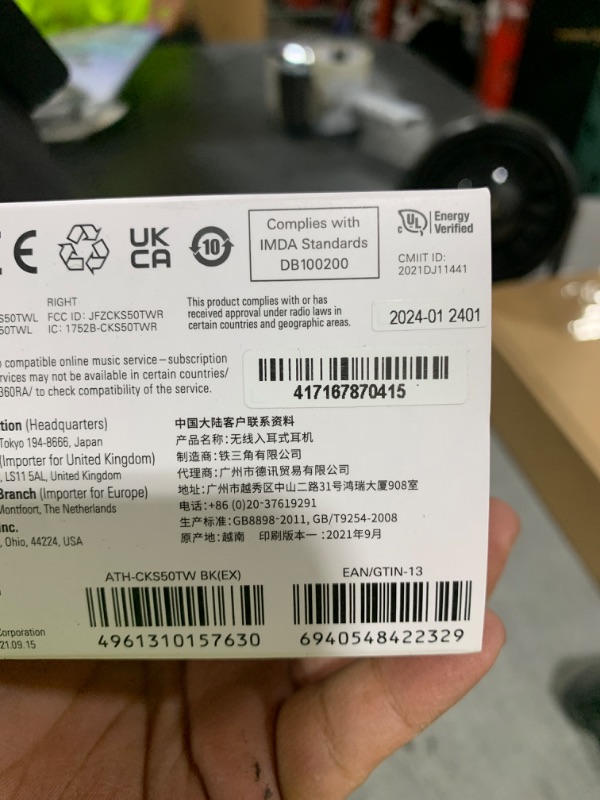 CE
UK
CA
10
Complies with
IMDA Standards
DB100200
c UL Energy
Verified
CMIIT ID:
2021DJ11441
RIGHT
S50TWL FCC ID: JFZCKS50TWR
50TWL IC: 1752B-CKS50TWR
This product complies with or has
received approval under radio laws in
certain countries and geographic areas.
2024-01 2401
compatible online music service – subscription
rvices may not be available in certain countries/
360RA/ to check compatibility of the service.
417167870415
tion (Headquarters)
Tokyo 194-8666, Japan
(Importer for United Kingdom)
, LS11 5AL, United Kingdom
Branch (Importer for Europe)
Montfoort, The Netherlands
nc.
, Ohio, 44224, USA
中国大陆客户联系资料
产品名称:无线入耳式耳机
制造商:铁三角有限公司
代理商:广州市德讯贸易有限公司
地址:广州市越秀区中山二路31号鸿瑞大厦908室
电话:+86 (0)20-37619291
生产标准:GB8898-2011, GB/T9254-2008
原产地:越南 印刷版本一:2021年9月
ATH-CKS50TW BK(EX)
4961310157630
EAN/GTIN-13
6940548422329
Corporation
21.09.15